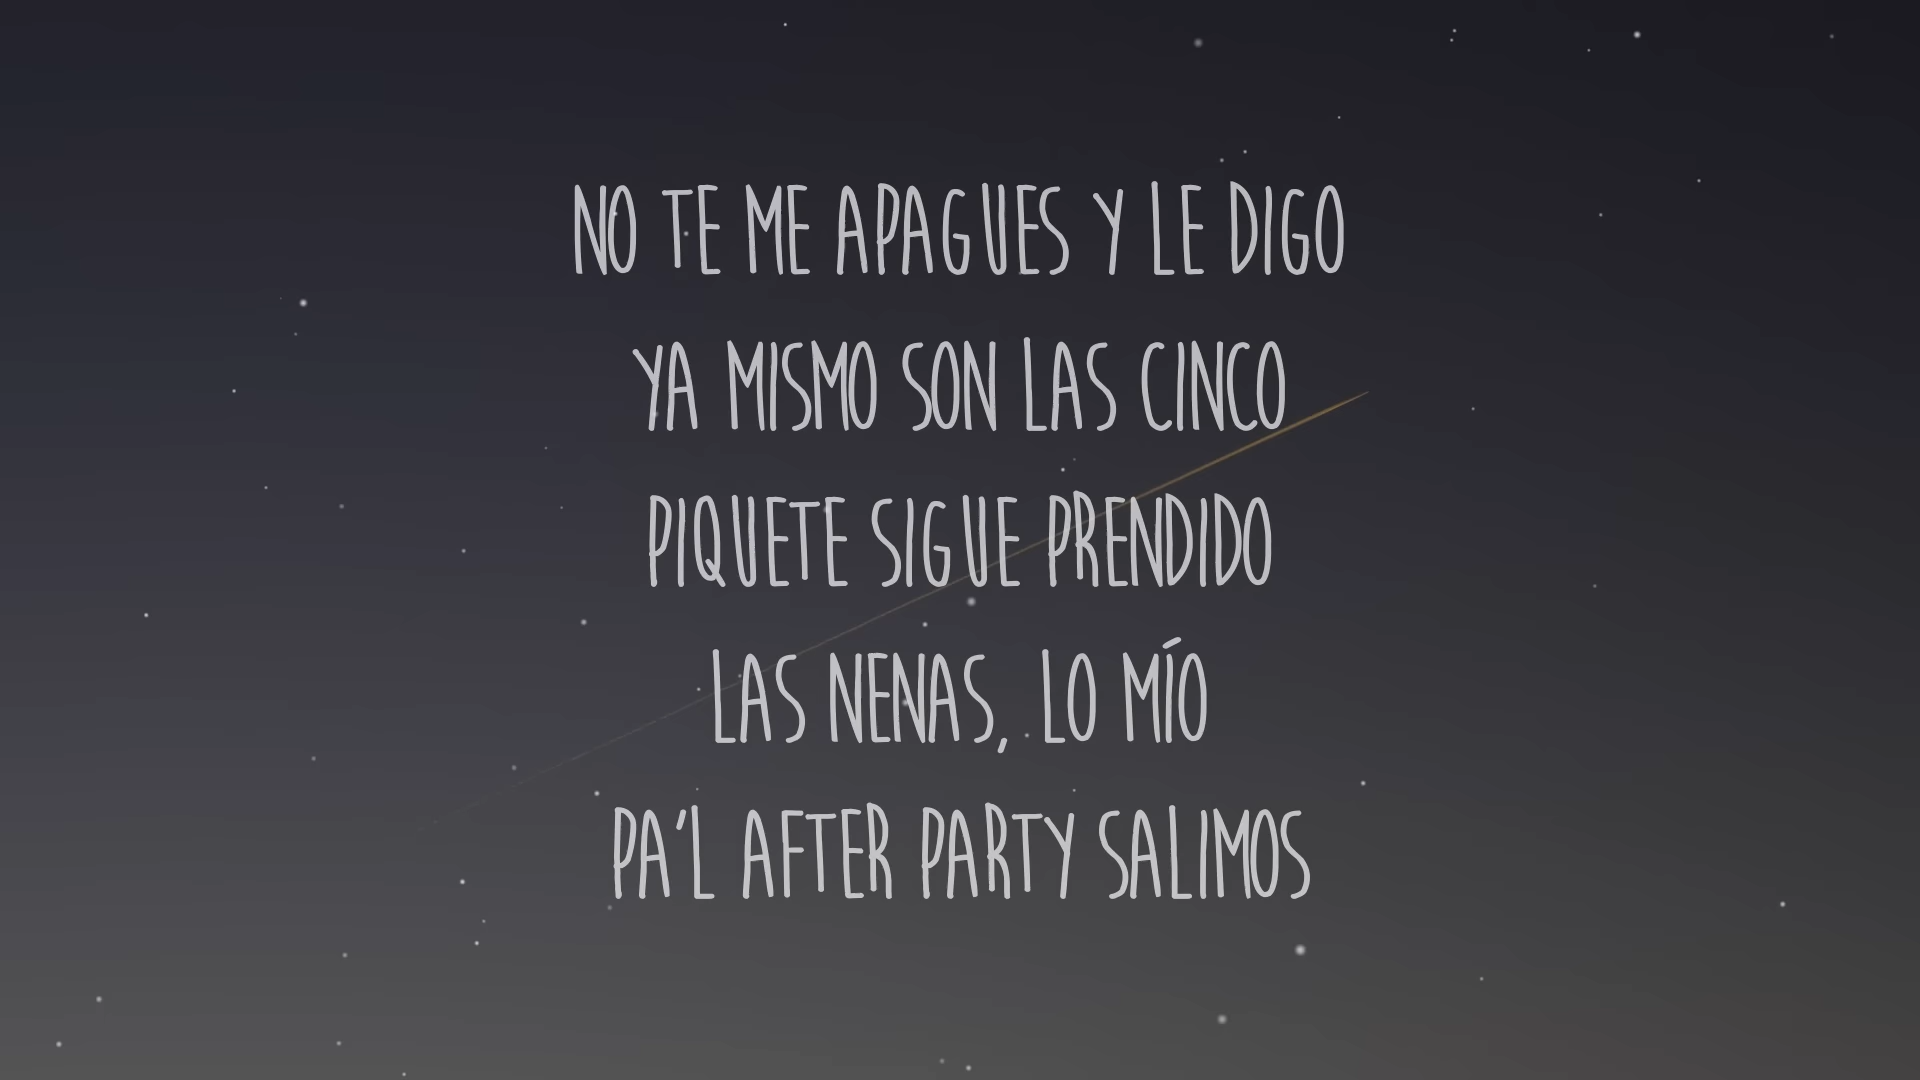 NO TE ME APAGUES Y LE DIGO
YA MISMO SON LAS CINCO
PIQUETE SIGUE PRENDIDO
LAS NENAS, LO MÍO
PA'L AFTER PARTY SALIMOS